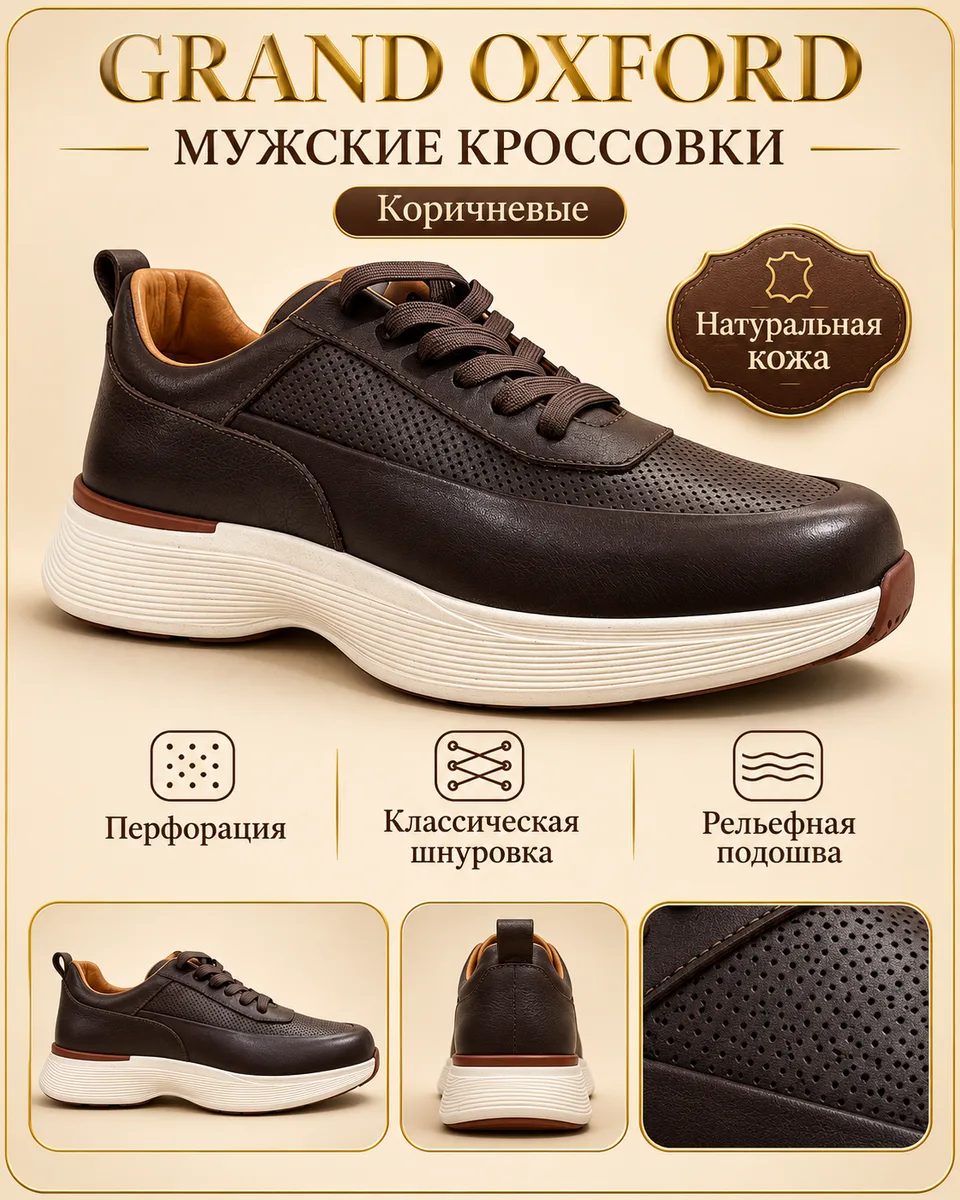 GRAND OXFORD
МУЖСКИЕ КРОССОВКИ
Коричневые
Натуральная
кожа
Перфорация
Классическая
шнуровка
Рельефная
подошва